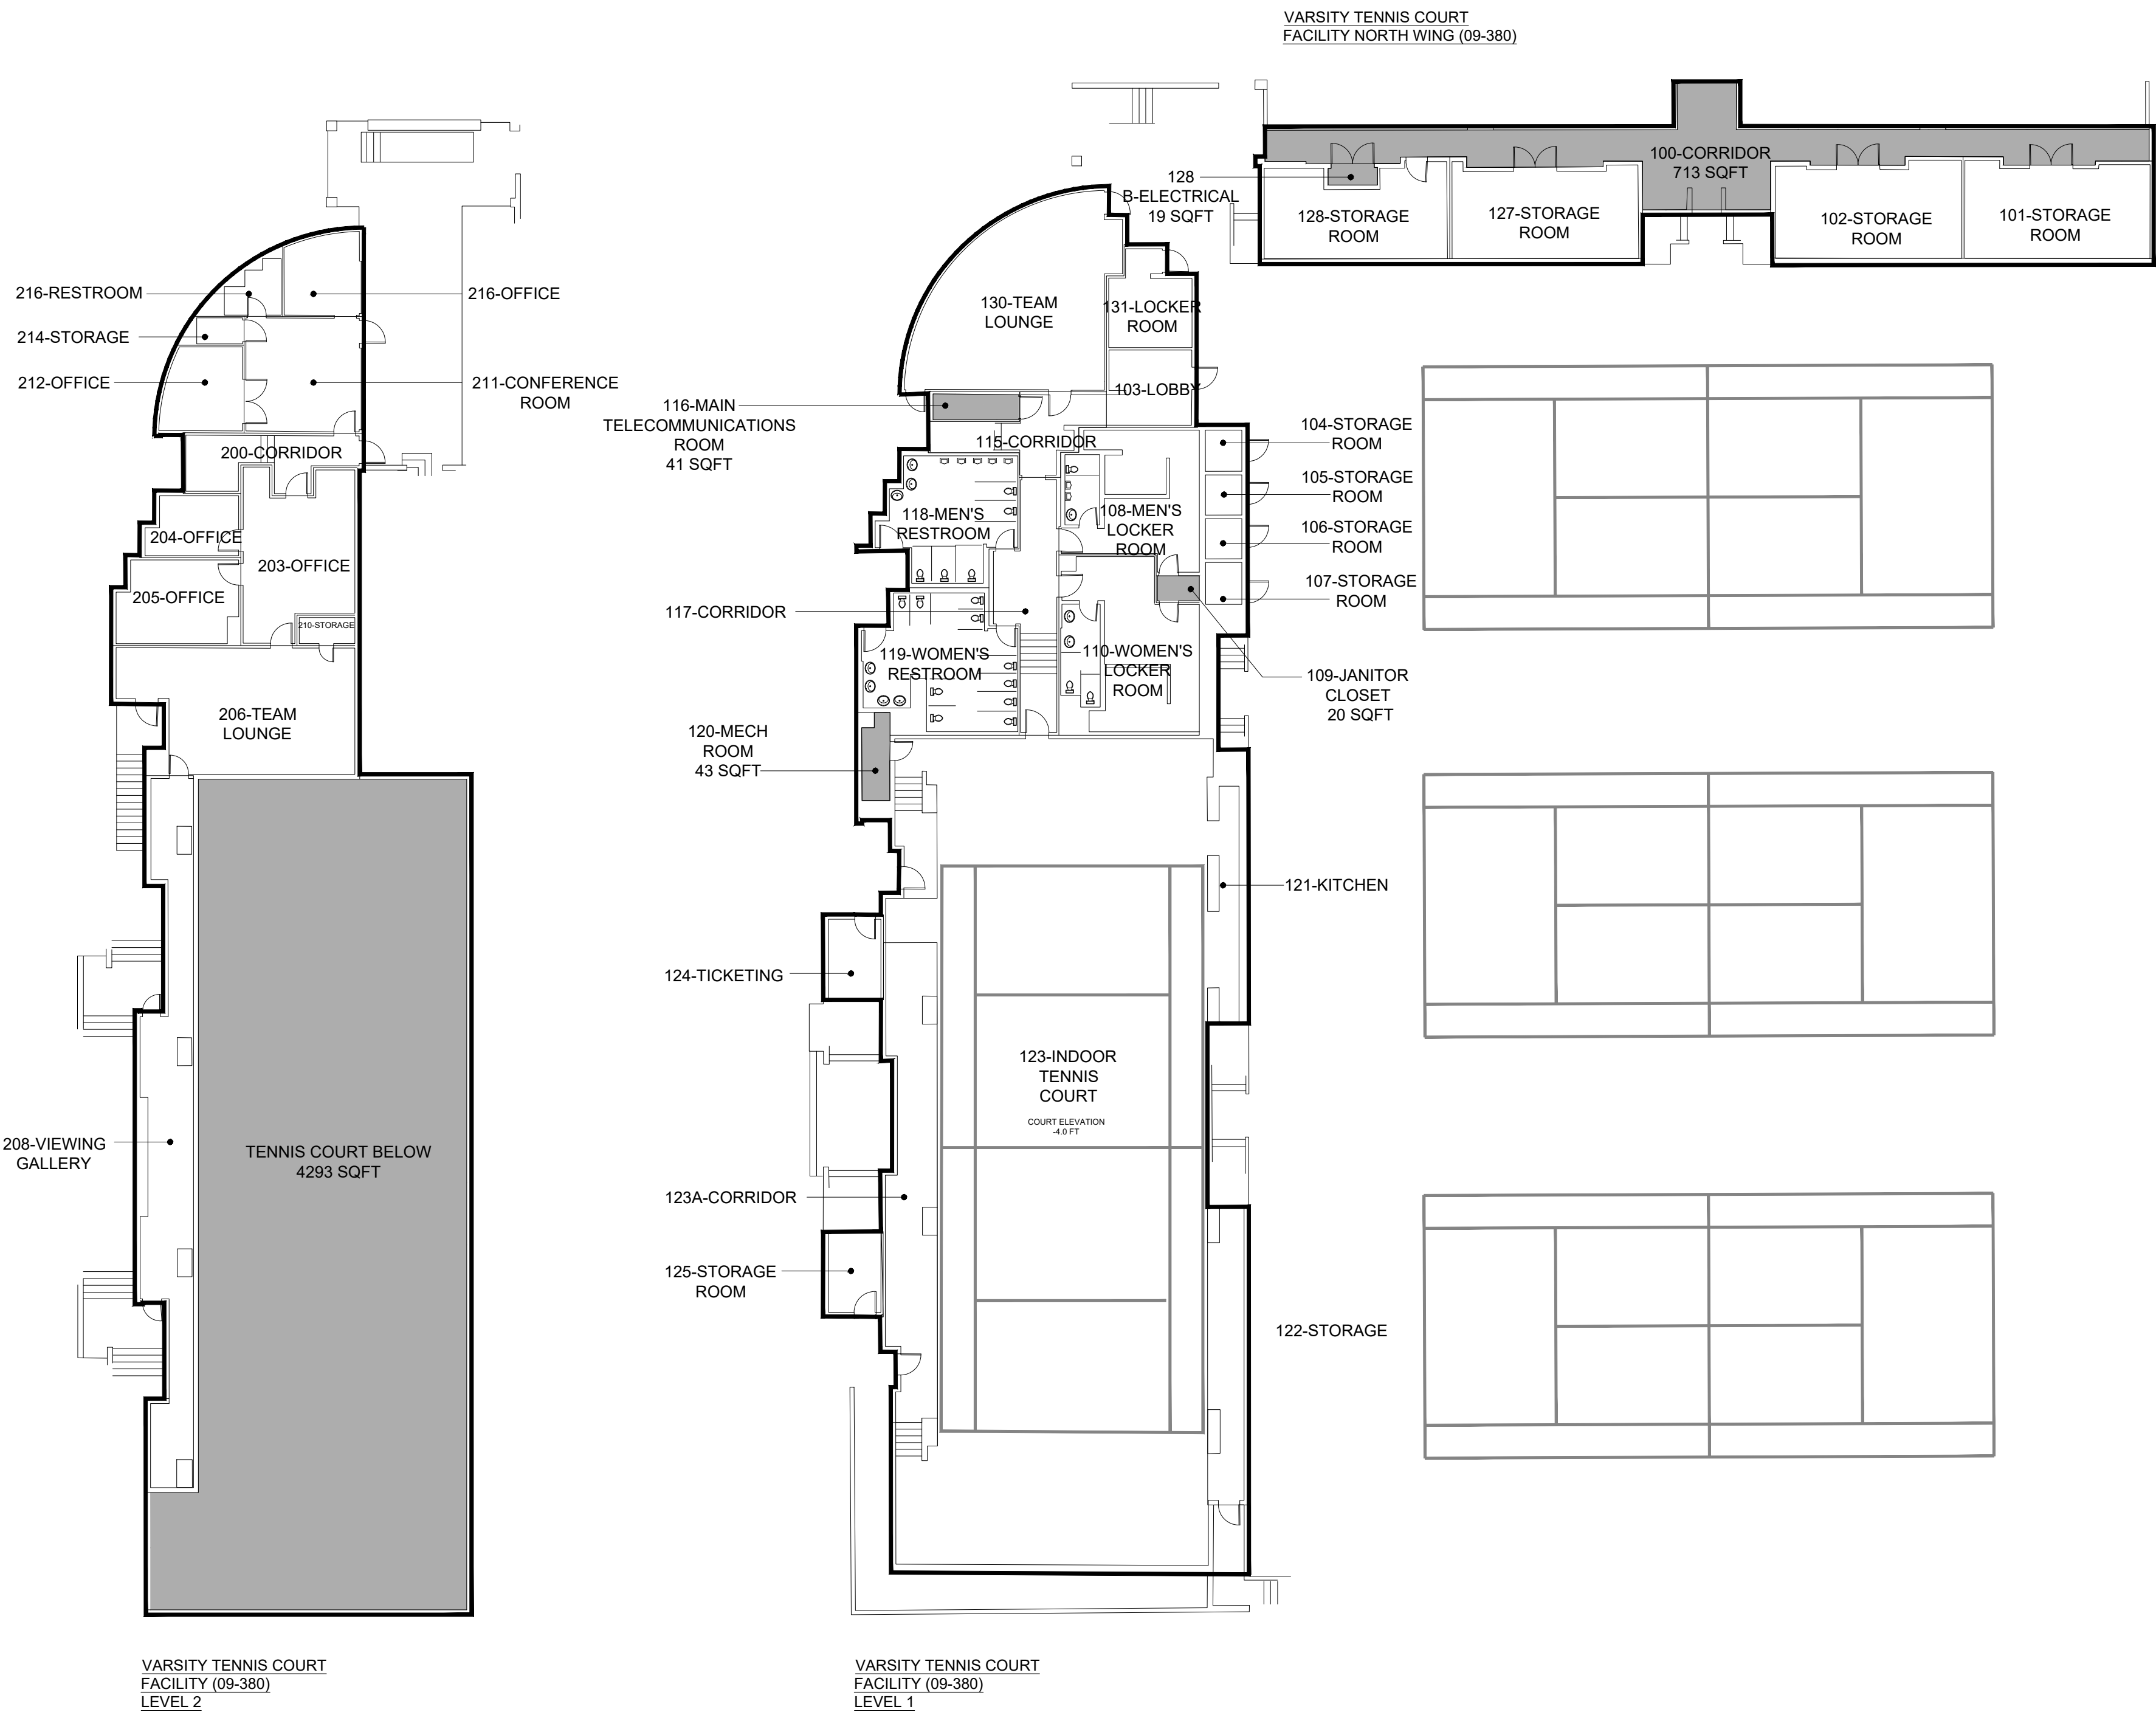 VARSITY TENNIS COURT
FACILITY NORTH WING (09-380)
100-CORRIDOR
713 SQFT
128
B-ELECTRICAL
19 SQFT
128-STORAGE
ROOM
127-STORAGE
ROOM
102-STORAGE
ROOM
101-STORAGE
ROOM
216-RESTROOM
216-OFFICE
214-STORAGE
212-OFFICE
211-CONFERENCE
ROOM
200-CORRIDOR
204-OFFICE
203-OFFICE
205-OFFICE
210-STORAGE
206-TEAM
LOUNGE
208-VIEWING
GALLERY
TENNIS COURT BELOW
4293 SQFT
VARSITY TENNIS COURT
FACILITY (09-380)
LEVEL 2
130-TEAM
LOUNGE
131-LOCKER
ROOM
103-LOBBY
116-MAIN
TELECOMMUNICATIONS
ROOM
41 SQFT
115-CORRIDOR
104-STORAGE
ROOM
105-STORAGE
ROOM
106-STORAGE
ROOM
107-STORAGE
ROOM
118-MEN'S
RESTROOM
108-MEN'S
LOCKER
ROOM
117-CORRIDOR
119-WOMEN'S
RESTROOM
110-WOMEN'S
LOCKER
ROOM
109-JANITOR
CLOSET
20 SQFT
120-MECH
ROOM
43 SQFT
121-KITCHEN
124-TICKETING
123-INDOOR
TENNIS
COURT
COURT ELEVATION
-4.0 FT
123A-CORRIDOR
125-STORAGE
ROOM
122-STORAGE
VARSITY TENNIS COURT
FACILITY (09-380)
LEVEL 1